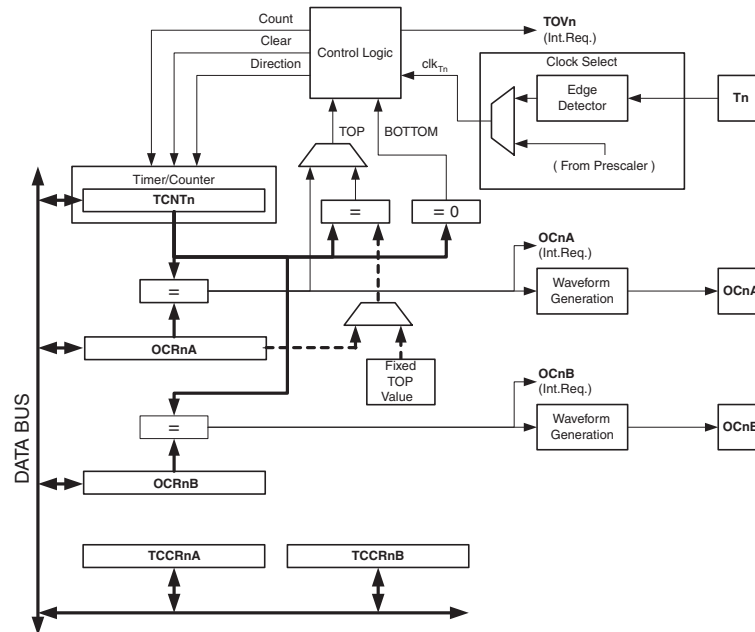 Count
Clear
Direction
Control Logic
TOVn
(Int.Req.)
clkTn
Clock Select
Edge
Detector
Tn
( From Prescaler )
TOP
BOTTOM
Timer/Counter
TCNTn
=
= 0
OCnA
(Int.Req.)
=
Waveform
Generation
OCnA
OCRnA
Fixed
TOP
Value
OCnB
(Int.Req.)
=
Waveform
Generation
OCnB
OCRnB
DATA BUS
TCCRnA
TCCRnB